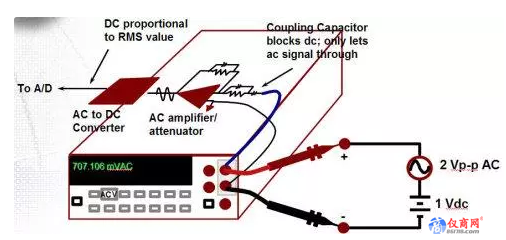 DC proportional
to RMS value
Coupling Capacitor
blocks dc; only lets
ac signal through
To A/D
AC to DC
Converter
AC amplifier/
attenuator
707.106 mVAC
ACV
+
2 Vp-p AC
1 Vdc
-
仪商网